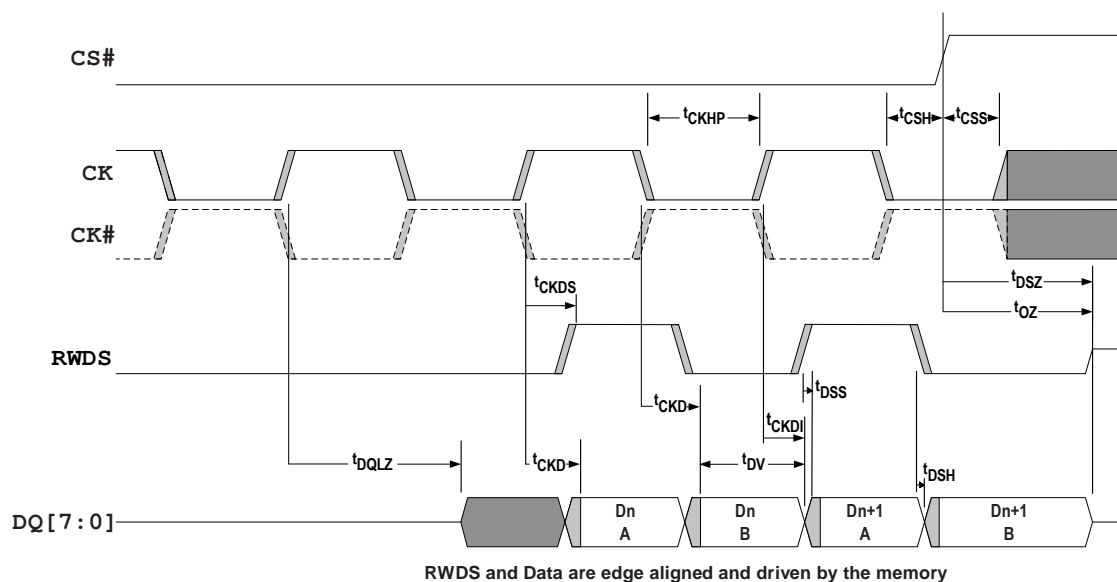 CS#
tCKHP
tCSH
tCSS
CK
CK#
tCKDS
tDSZ
tOZ
RWDS
tDSS
tCKD
tCKDI
tDQLZ
tCKD
tDV
tDSH
DQ[7:0]
Dn
A
Dn
B
Dn+1
A
Dn+1
B
RWDS and Data are edge aligned and driven by the memory